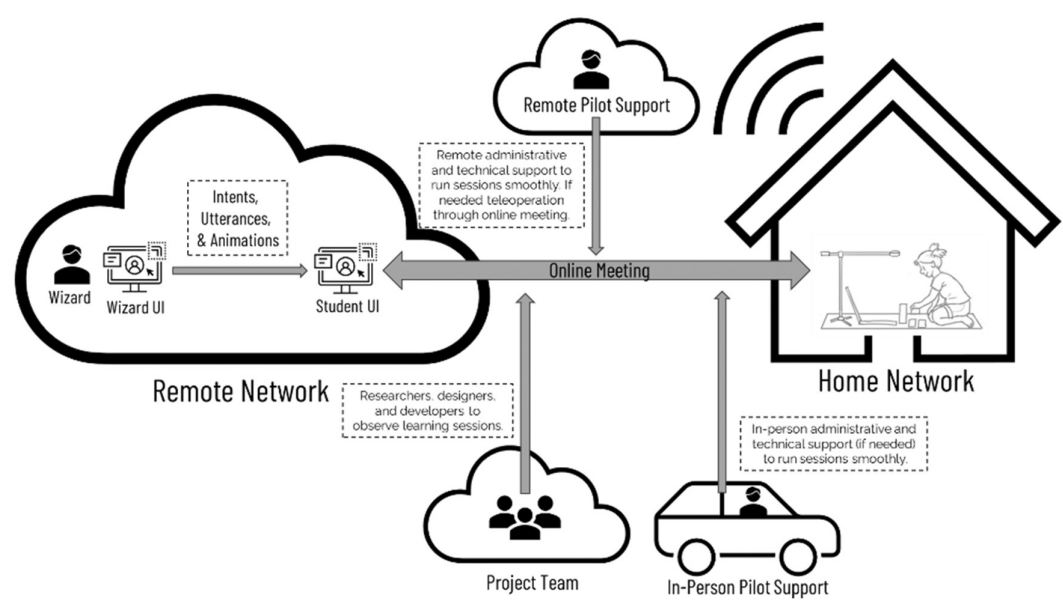 Remote Pilot Support
Remote administrative
and technical support to
run sessions smoothly. If
needed teleoperation
through online meeting.
Intents,
Utterances,
& Animations
Wizard
Wizard UI
Student UI
Online Meeting
Remote Network
Home Network
Researchers, designers,
and developers to
observe learning sessions.
In-person administrative and
technical support (if needed)
to run sessions smoothly.
Project Team
In-Person Pilot Support